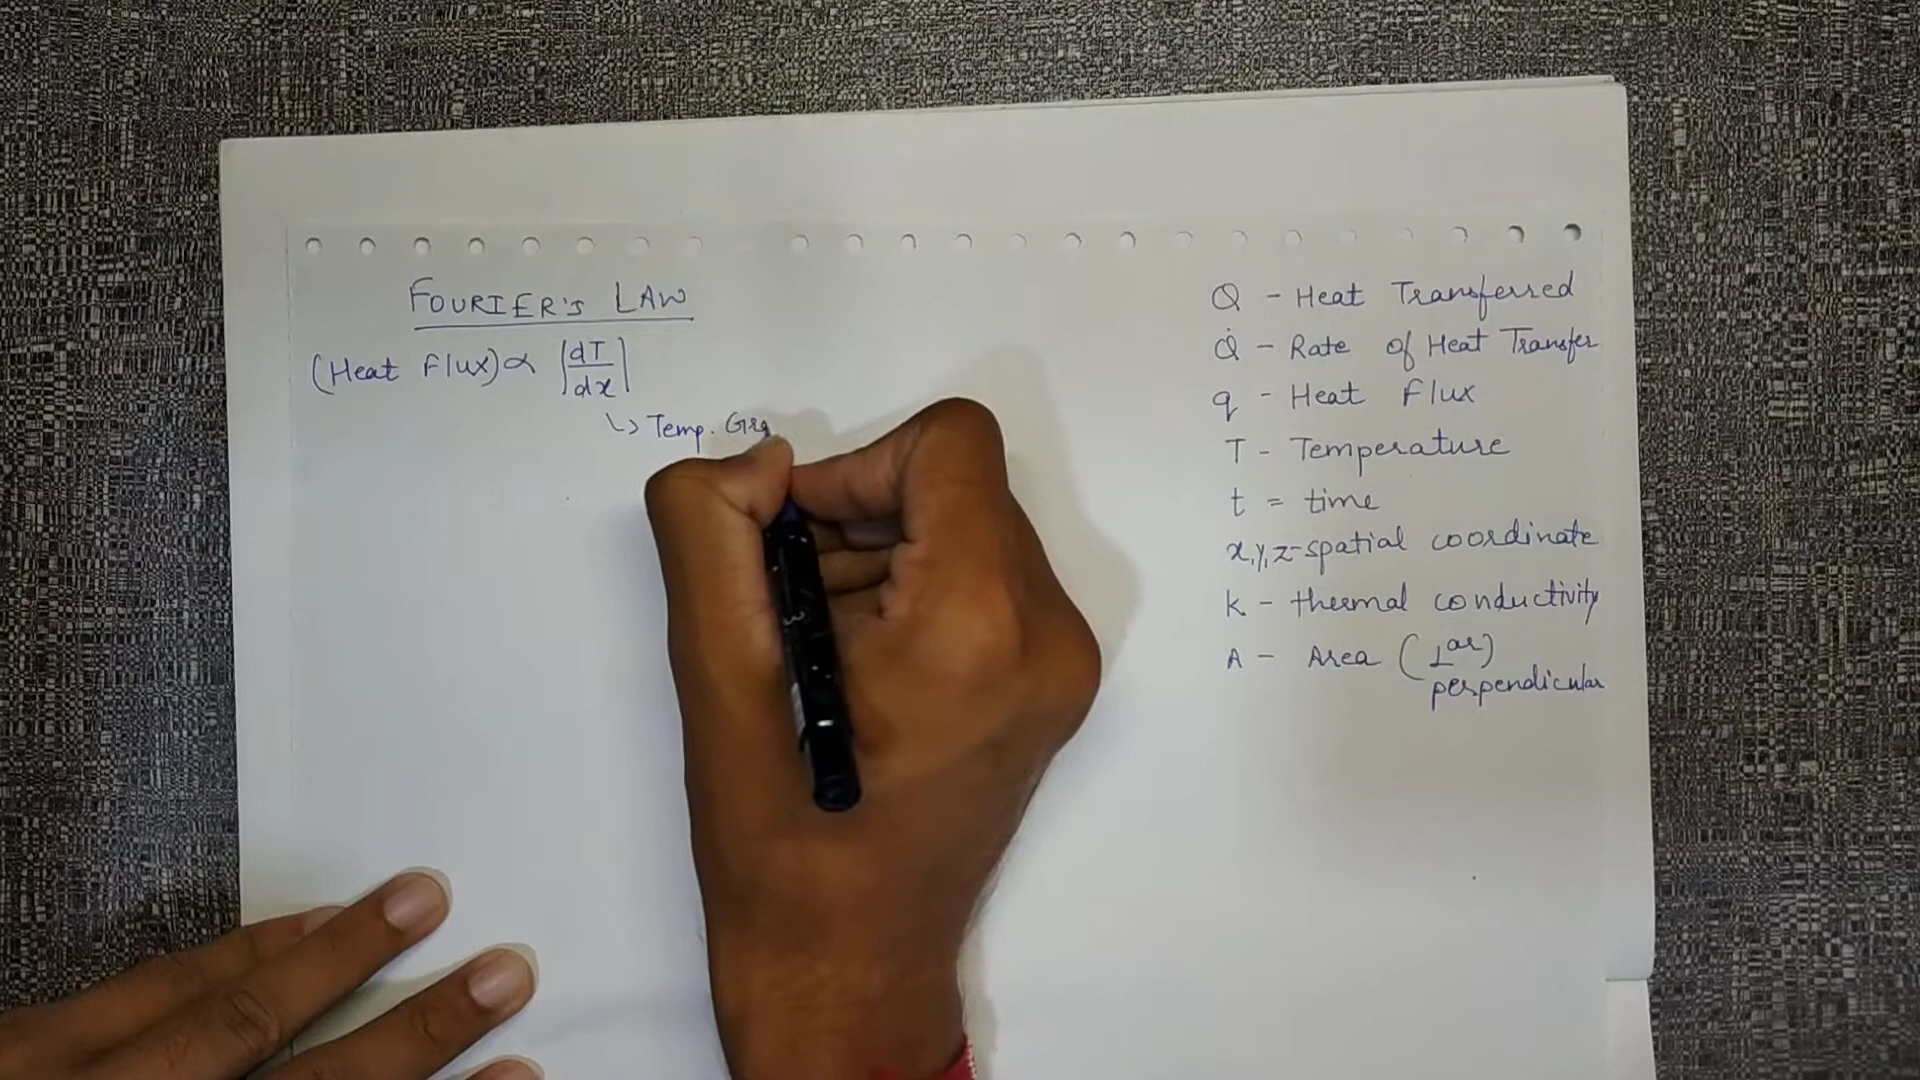 FOURIER'S LAW
(Heat Flux) ∝ |dT/dx|
↳ Temp. Gra
Q - Heat Transferred
Q̇ - Rate of Heat Transfer
q - Heat Flux
T - Temperature
t = time
x,y,z - spatial coordinate
k - thermal conductivity
A - Area (⊥ar)
perpendicular